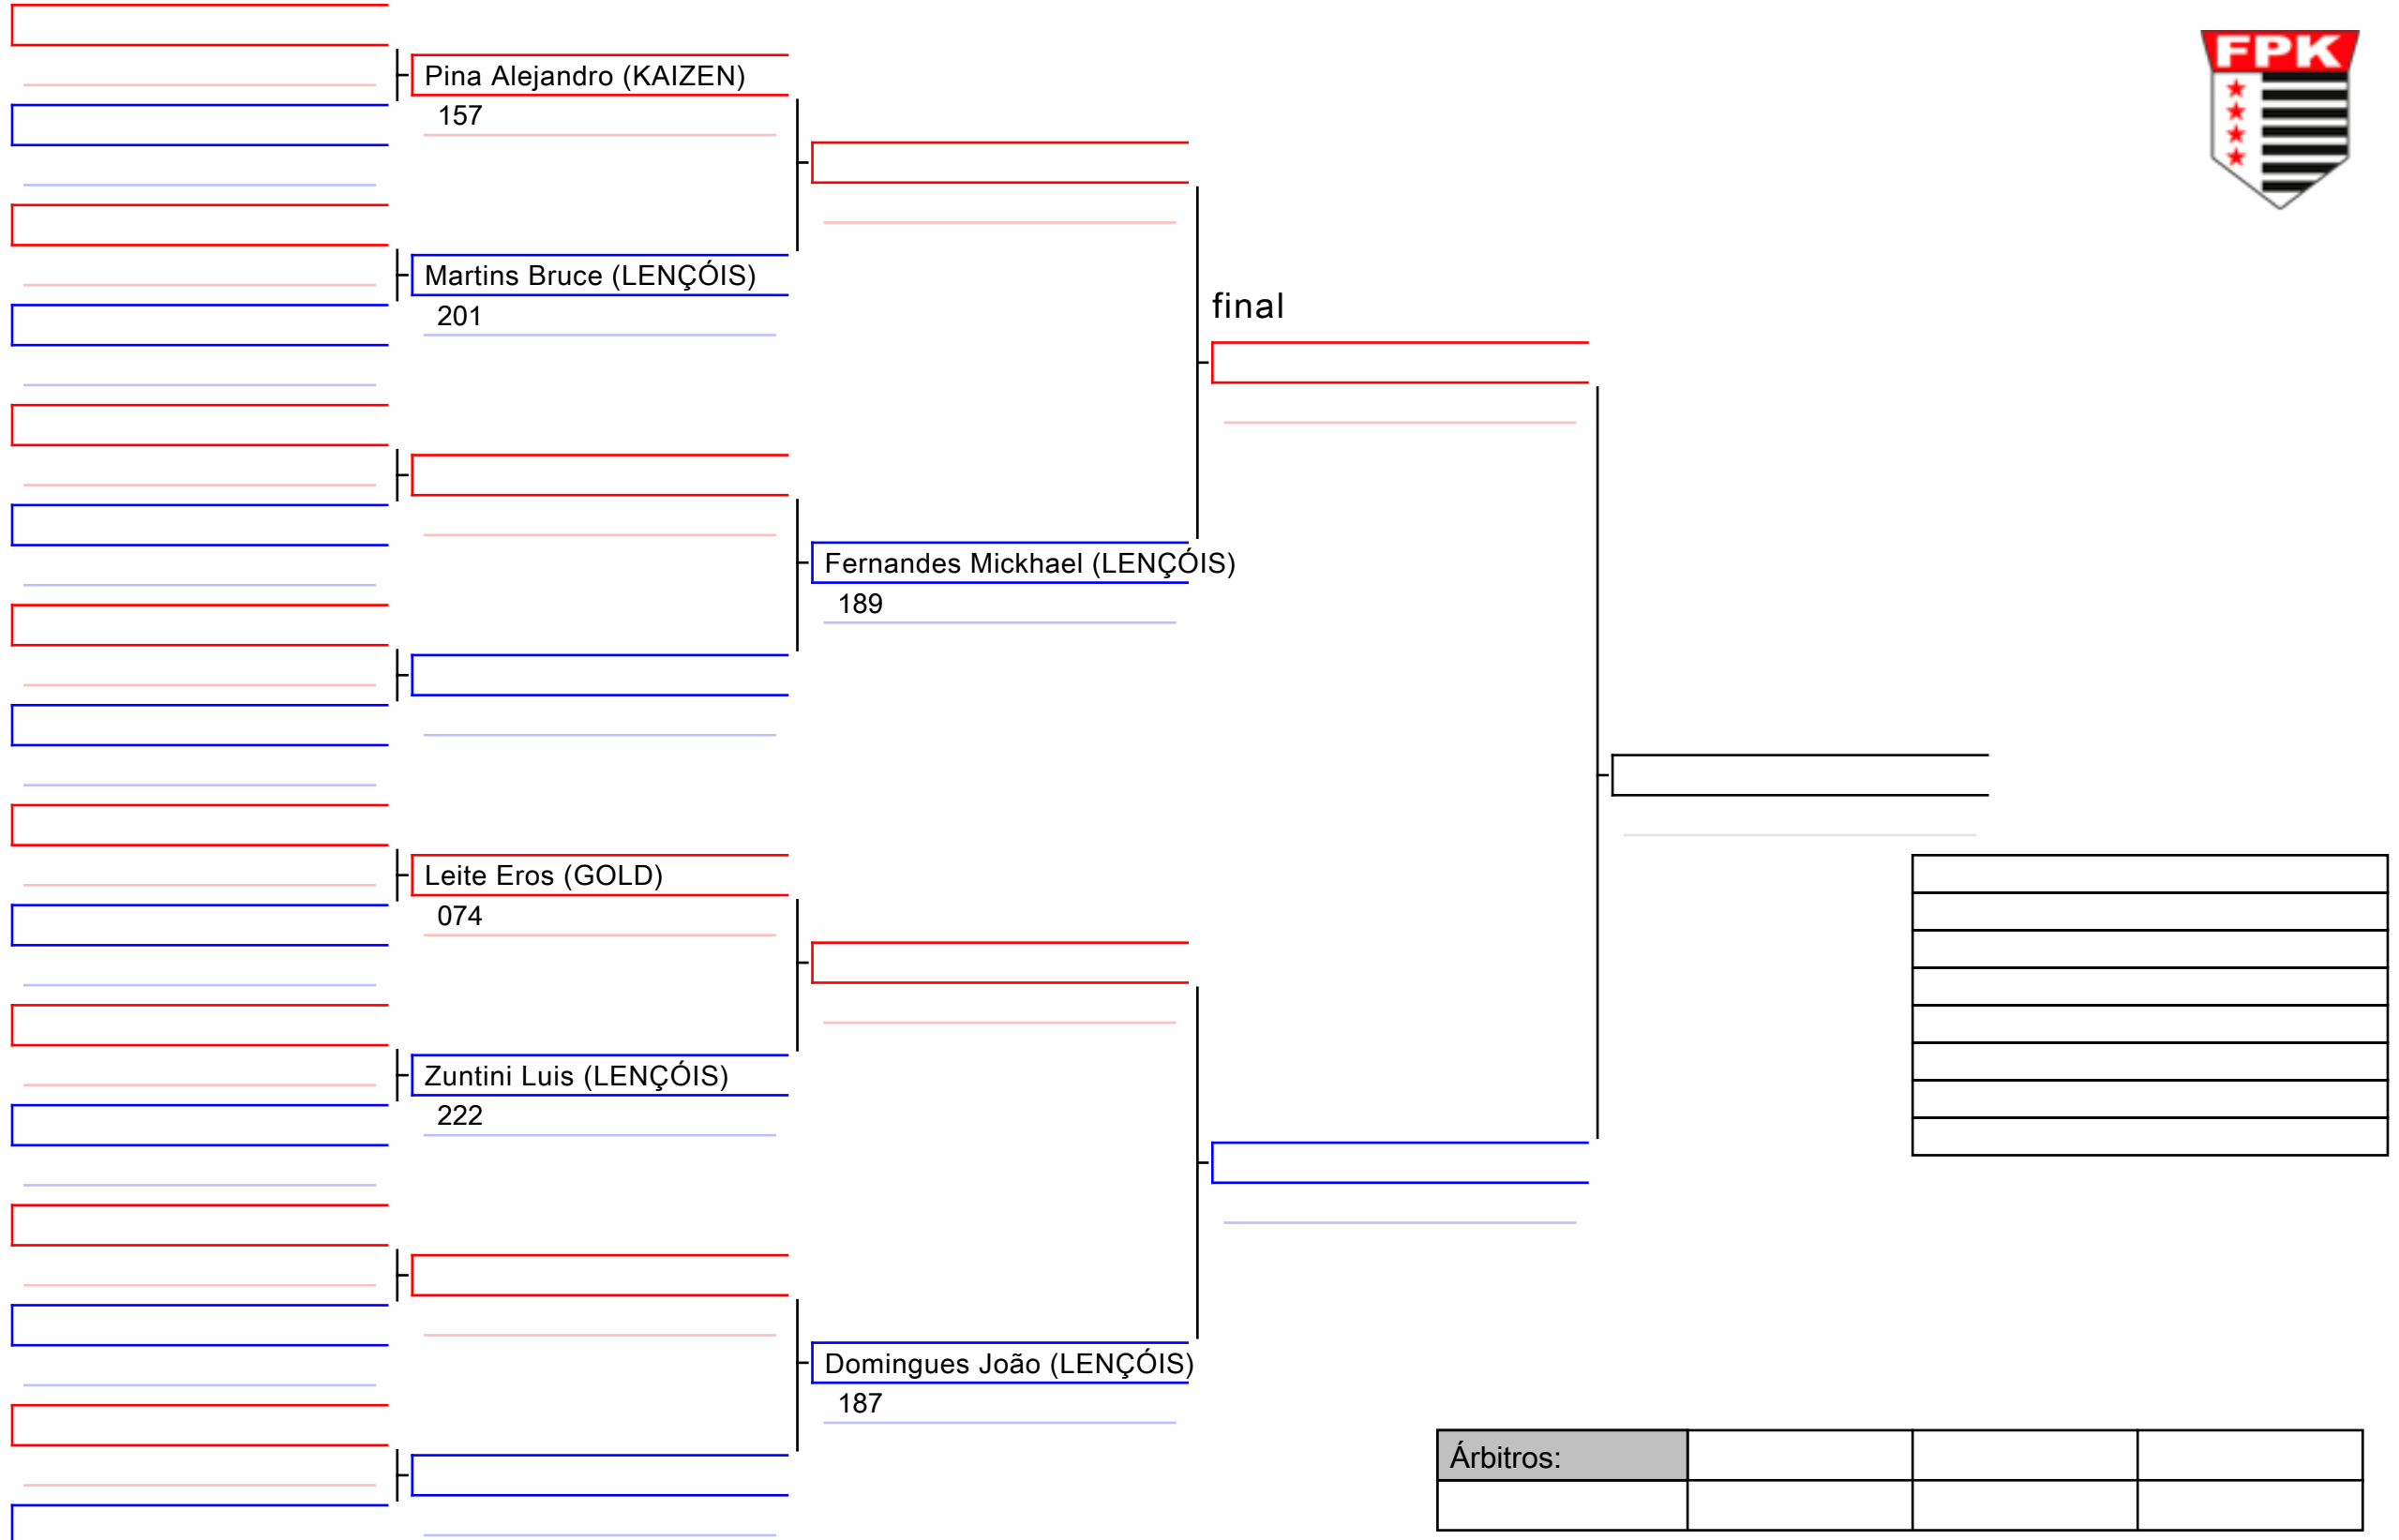 FPK
Pina Alejandro (KAIZEN)
157
Martins Bruce (LENÇÓIS)
201
final
Fernandes Mickhael (LENÇÓIS)
189
Leite Eros (GOLD)
074
Zuntini Luis (LENÇÓIS)
222
Domingues João (LENÇÓIS)
187
Árbitros: